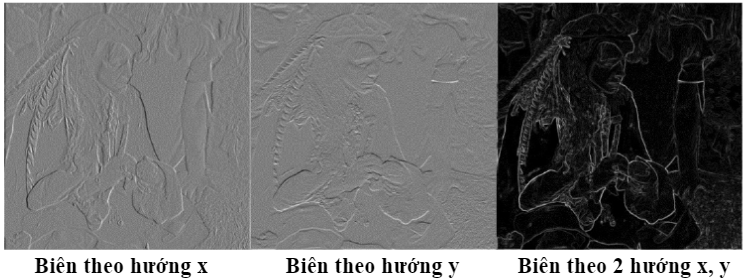 Biên theo hướng x
Biên theo hướng y
Biên theo 2 hướng x, y